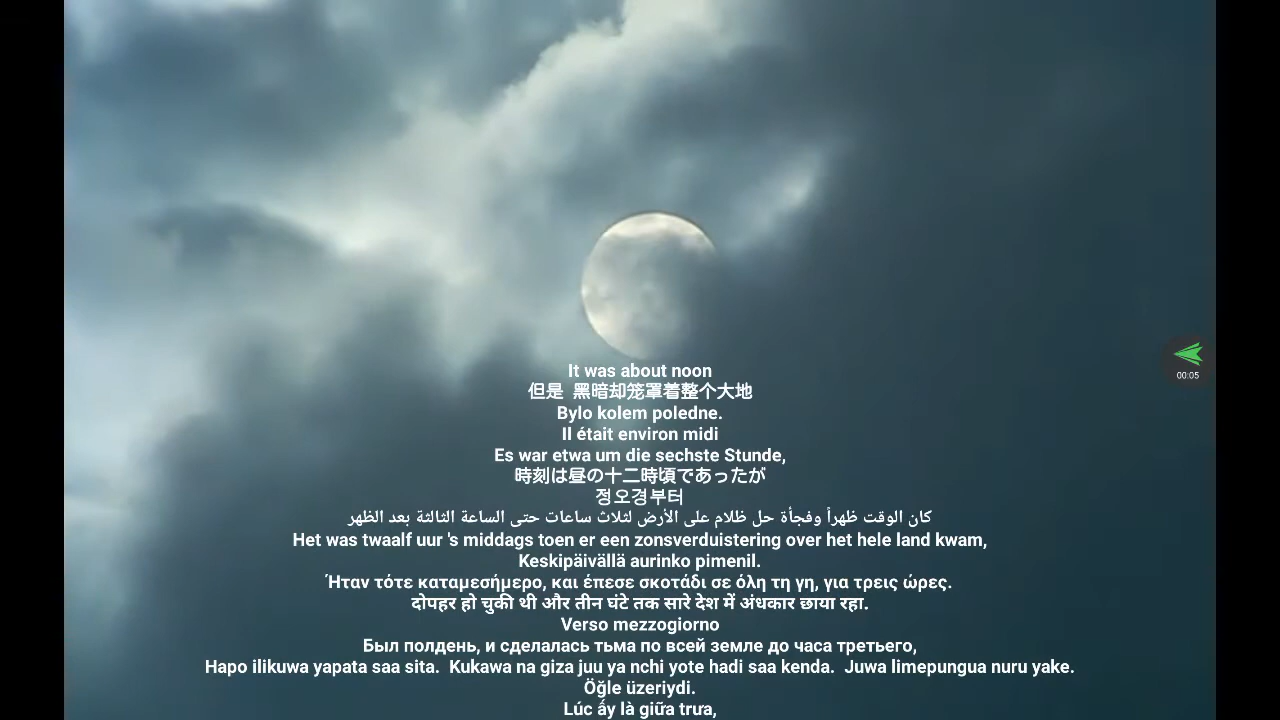 It was about noon
但是 黑暗却笼罩着整个大地
Bylo kolem poledne.
Il était environ midi
Es war etwa um die sechste Stunde,
時刻は昼の十二時頃であったが
정오경부터
كان الوقت ظهراً وفجأة حل ظلام على الأرض لثلاث ساعات حتى الساعة الثالثة بعد الظهر
Het was twaalf uur 's middags toen er een zonsverduistering over het hele land kwam,
Keskipäivällä aurinko pimenil.
Ήταν τότε καταμεσήμερο, και έπεσε σκοτάδι σε όλη τη γη, για τρεις ώρες.
दोपहर हो चुकी थी और तीन घंटे तक सारे देश में अंधकार छाया रहा.
Verso mezzogiorno
Был полдень, и сделалась тьма по всей земле до часа третьего,
Hapo ilikuwa yapata saa sita.  Kukawa na giza juu ya nchi yote hadi saa kenda.  Juwa limepungua nuru yake.
Öğle üzeriydi.
Lúc ấy là giữa trưa,
00:05